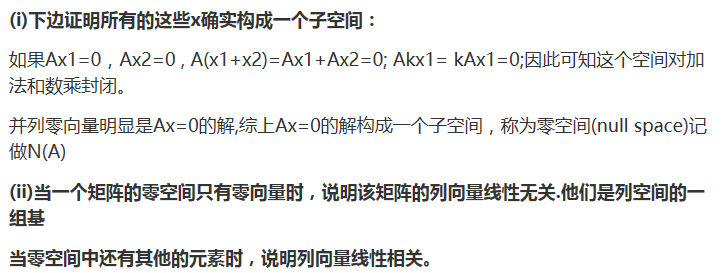 (i)下边证明所有的这些x确实构成一个子空间：
如果Ax1=0，Ax2=0 , A(x1+x2)=Ax1+Ax2=0; Akx1= kAx1=0;因此可知这个空间对加
法和数乘封闭。
并列零向量明显是Ax=0的解,综上Ax=0的解构成一个子空间，称为零空间(null space)记
做N(A)
(ii)当一个矩阵的零空间只有零向量时，说明该矩阵的列向量线性无关.他们是列空间的一
组基
当零空间中还有其他的元素时，说明列向量线性相关。